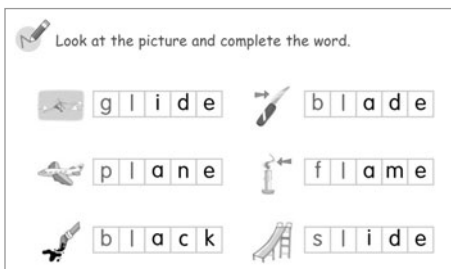 Look at the picture and complete the word.
glide blade
plane flame
black slide